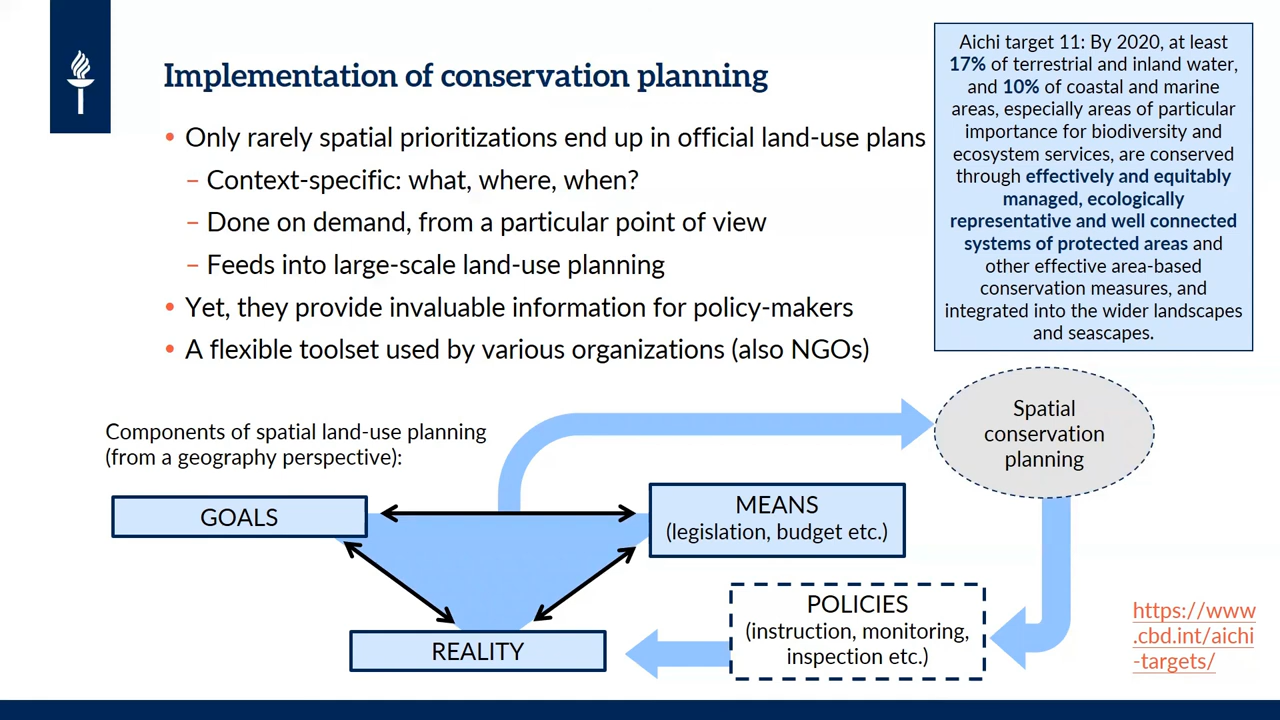 Implementation of conservation planning
• Only rarely spatial prioritizations end up in official land-use plans
– Context-specific: what, where, when?
– Done on demand, from a particular point of view
– Feeds into large-scale land-use planning
• Yet, they provide invaluable information for policy-makers
• A flexible toolset used by various organizations (also NGOs)
Aichi target 11: By 2020, at least
17% of terrestrial and inland water,
and 10% of coastal and marine
areas, especially areas of particular
importance for biodiversity and
ecosystem services, are conserved
through effectively and equitably
managed, ecologically
representative and well connected
systems of protected areas and
other effective area-based
conservation measures, and
integrated into the wider landscapes
and seascapes.
Components of spatial land-use planning
(from a geography perspective):
GOALS
MEANS
(legislation, budget etc.)
REALITY
Spatial
conservation
planning
POLICIES
(instruction, monitoring,
inspection etc.)
https://www
.cbd.int/aichi
-targets/